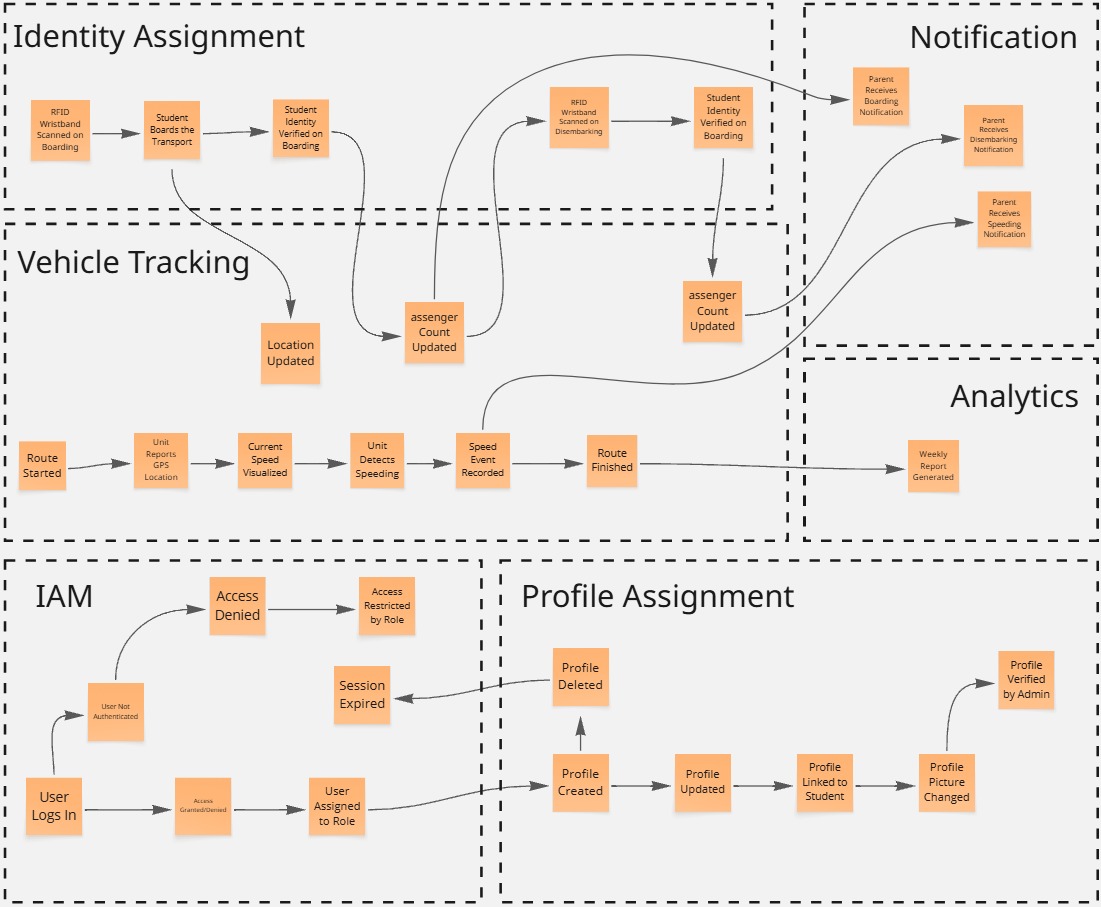 Identity Assignment
RFID
Wristband
Scanned on
Boarding
Student
Boards the
Transport
Student
Identity
Verified on
Boarding
RFID
Wristband
Scanned on
Disembarking
Student
Identity
Verified on
Boarding
Notification
Parent
Receives
Boarding
Notification
Parent
Receives
Disembarking
Notification
Parent
Receives
Speeding
Notification
Vehicle Tracking
Location
Updated
assenger
Count
Updated
assenger
Count
Updated
Route
Started
Unit
Reports
GPS
Location
Current
Speed
Visualized
Unit
Detects
Speeding
Speed
Event
Recorded
Route
Finished
Analytics
Weekly
Report
Generated
IAM
Access
Denied
Access
Restricted
by Role
Session
Expired
User Not
Authenticated
User
Logs In
Access
Granted/Denied
User
Assigned
to Role
Profile Assignment
Profile
Deleted
Profile
Verified
by Admin
Profile
Created
Profile
Updated
Profile
Linked to
Student
Profile
Picture
Changed